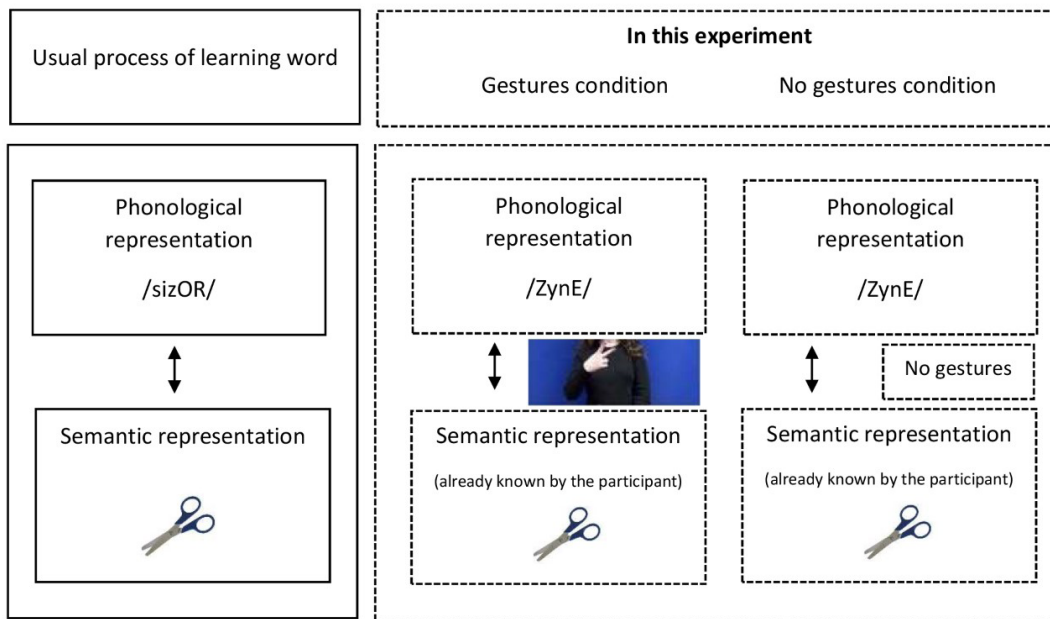 Usual process of learning word
In this experiment
Gestures condition
No gestures condition
Phonological
representation
/sizOR/
Semantic representation
Phonological
representation
/ZynE/
Semantic representation
(already known by the participant)
Phonological
representation
/ZynE/
No gestures
Semantic representation
(already known by the participant)